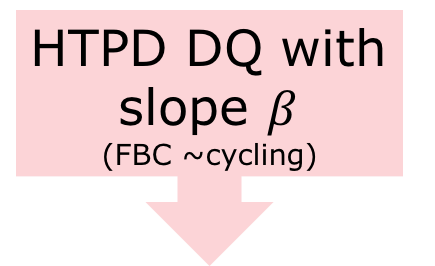 HTPD DQ with
slope β
(FBC ~cycling)